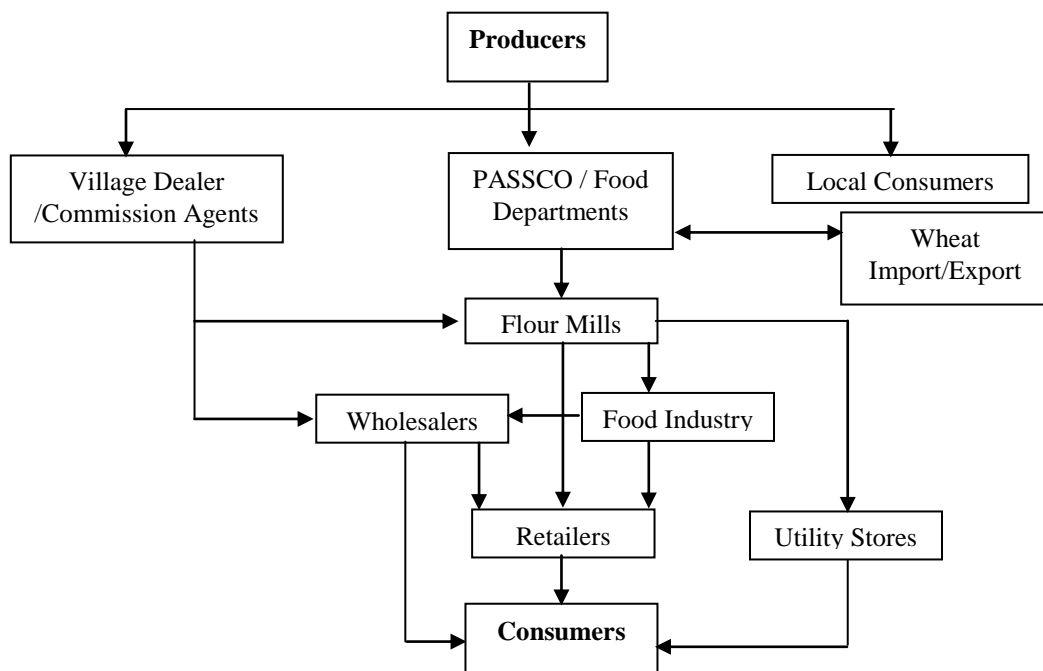 Producers
Village Dealer
/Commission Agents
PASSCO / Food
Departments
Local Consumers
Wheat
Import/Export
Flour Mills
Wholesalers
Food Industry
Retailers
Utility Stores
Consumers